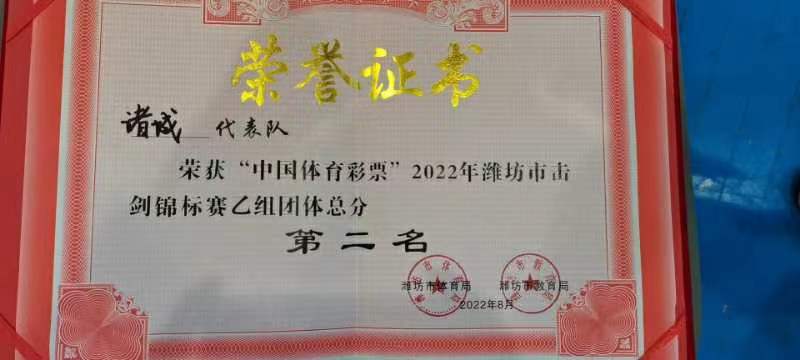 荣誉证书
诸城 代表队
荣获“中国体育彩票”2022年潍坊市击
剑锦标赛乙组团体总分
第二名
潍坊市体育局 潍坊市教育局
2022年8月